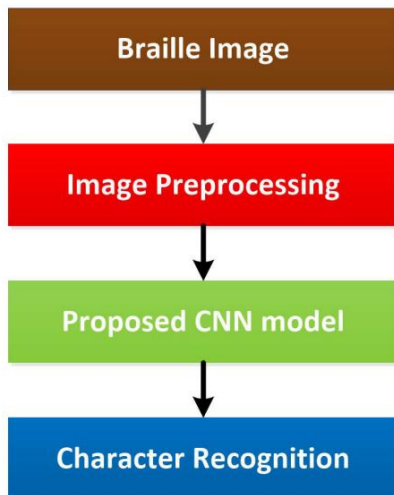 Braille Image
Image Preprocessing
Proposed CNN model
Character Recognition